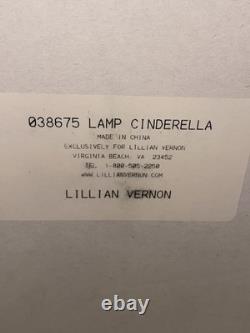 038675 LAMP CINDERELLA
MADE IN CHINA
EXCLUSIVELY FOR LILLIAN VERNON
VIRGINIA BEACH, VA 23452
TEL. 1-800-505-2250
WWW.LILLIANVERNON.COM
LILLIAN VERNON
ebay